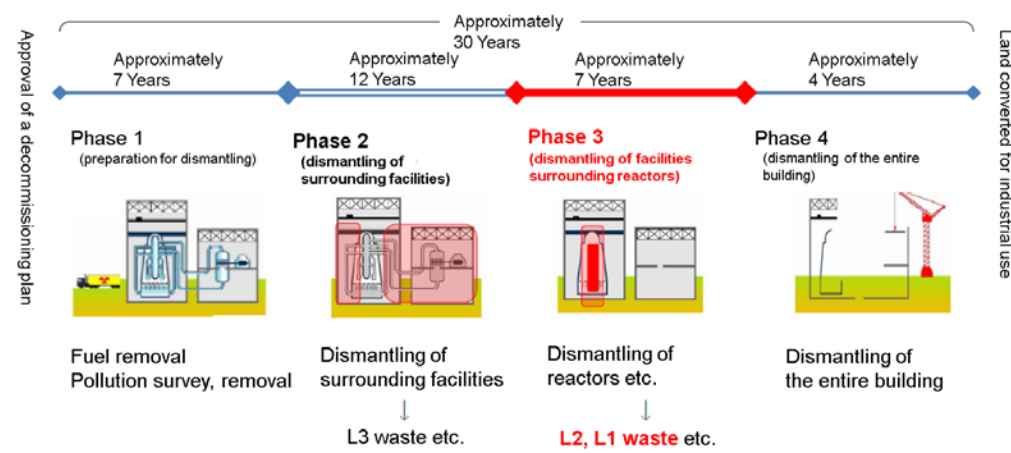 Approximately
30 Years
Approval of a decommissioning plan
Approximately
7 Years
Approximately
12 Years
Approximately
7 Years
Approximately
4 Years
Land converted for industrial use
Phase 1
(preparation for dismantling)
Phase 2
(dismantling of
surrounding facilities)
Phase 3
(dismantling of facilities
surrounding reactors)
Phase 4
(dismantling of the entire
building)
Fuel removal
Pollution survey, removal
Dismantling of
surrounding facilities
Dismantling of
reactors etc.
Dismantling of
the entire building
L3 waste etc.
L2, L1 waste etc.